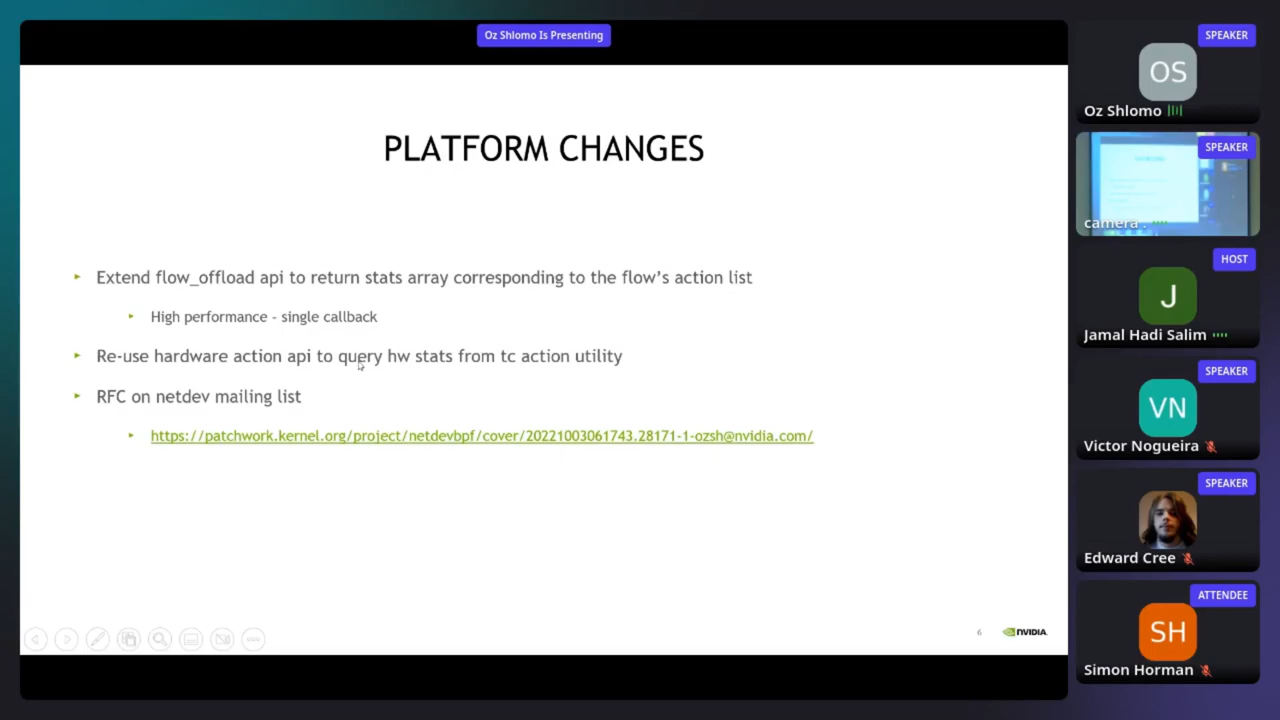 Oz Shlomo Is Presenting
PLATFORM CHANGES
Extend flow_offload api to return stats array corresponding to the flow's action list
High performance - single callback
Re-use hardware action api to query hw stats from tc action utility
RFC on netdev mailing list
https://patchwork.kernel.org/project/netdevbpf/cover/20221003061743.28171-1-ozsh@nvidia.com/
6
NVIDIA.
SPEAKER
OS
Oz Shlomo
SPEAKER
camera .
HOST
J
Jamal Hadi Salim
SPEAKER
VN
Victor Nogueira
SPEAKER
Edward Cree
ATTENDEE
SH
Simon Horman